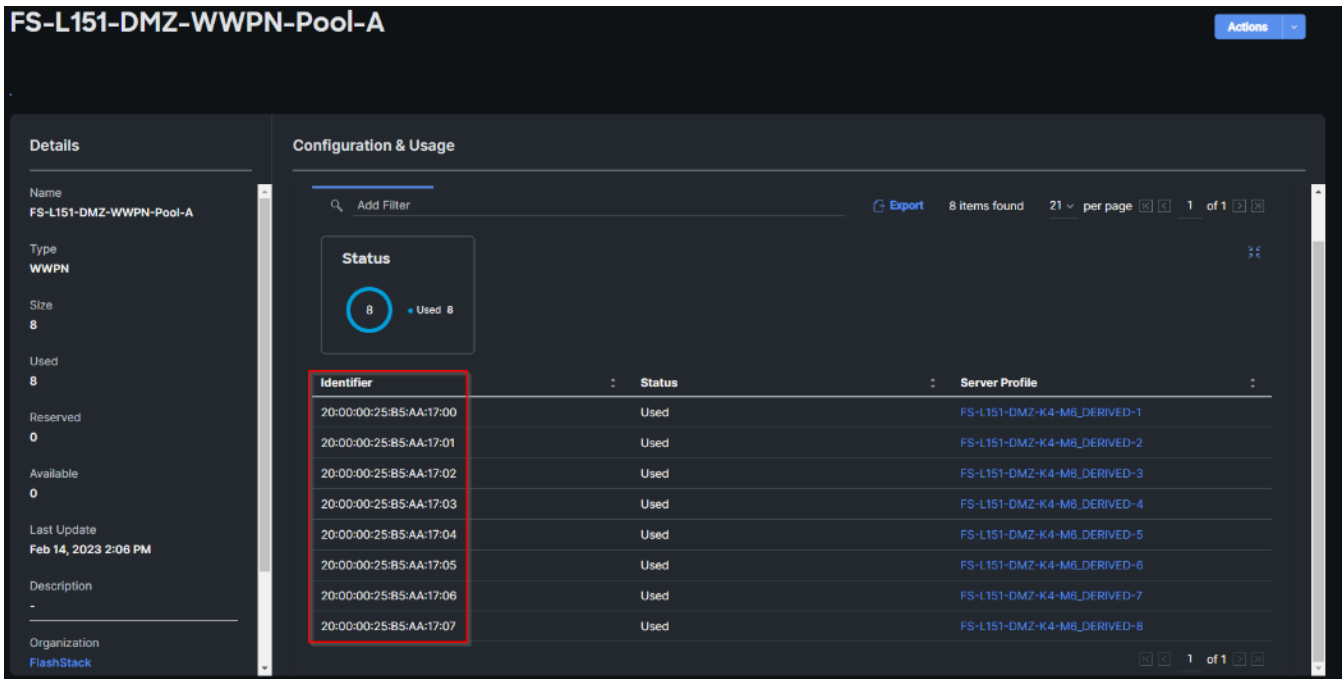 FS-L151-DMZ-WWPN-Pool-A
Actions
Details
Name
FS-L151-DMZ-WWPN-Pool-A
Type
WWPN
Size
8
Used
8
Reserved
0
Available
0
Last Update
Feb 14, 2023 2:06 PM
Description
-
Organization
FlashStack
Configuration & Usage
Add Filter Export 8 items found 21 per page 1 of 1
Status
8 Used 8
Identifier Status Server Profile
20:00:00:25:B5:AA:17:00 Used FS-L151-DMZ-K4-M6_DERIVED-1
20:00:00:25:B5:AA:17:01 Used FS-L151-DMZ-K4-M6_DERIVED-2
20:00:00:25:B5:AA:17:02 Used FS-L151-DMZ-K4-M6_DERIVED-3
20:00:00:25:B5:AA:17:03 Used FS-L151-DMZ-K4-M6_DERIVED-4
20:00:00:25:B5:AA:17:04 Used FS-L151-DMZ-K4-M6_DERIVED-5
20:00:00:25:B5:AA:17:05 Used FS-L151-DMZ-K4-M6_DERIVED-6
20:00:00:25:B5:AA:17:06 Used FS-L151-DMZ-K4-M6_DERIVED-7
20:00:00:25:B5:AA:17:07 Used FS-L151-DMZ-K4-M6_DERIVED-8
1 of 1